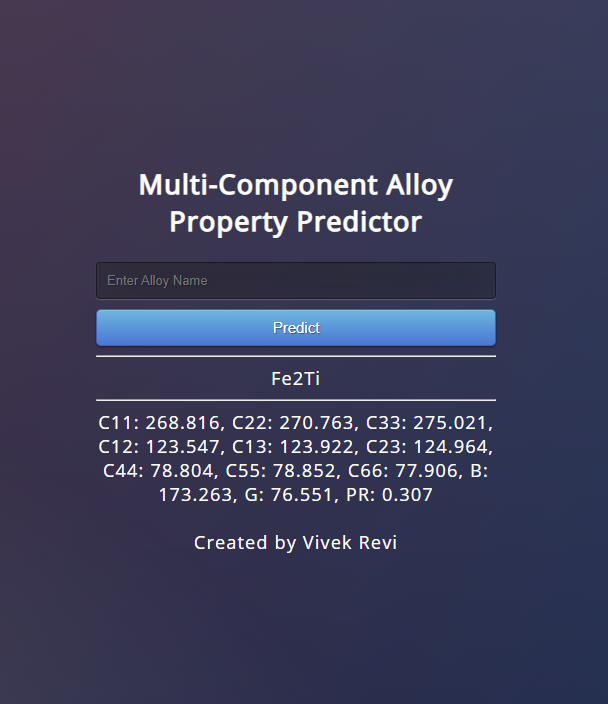 Multi-Component Alloy
Property Predictor
Enter Alloy Name
Predict
Fe2Ti
C11: 268.816, C22: 270.763, C33: 275.021,
C12: 123.547, C13: 123.922, C23: 124.964,
C44: 78.804, C55: 78.852, C66: 77.906, B:
173.263, G: 76.551, PR: 0.307
Created by Vivek Revi